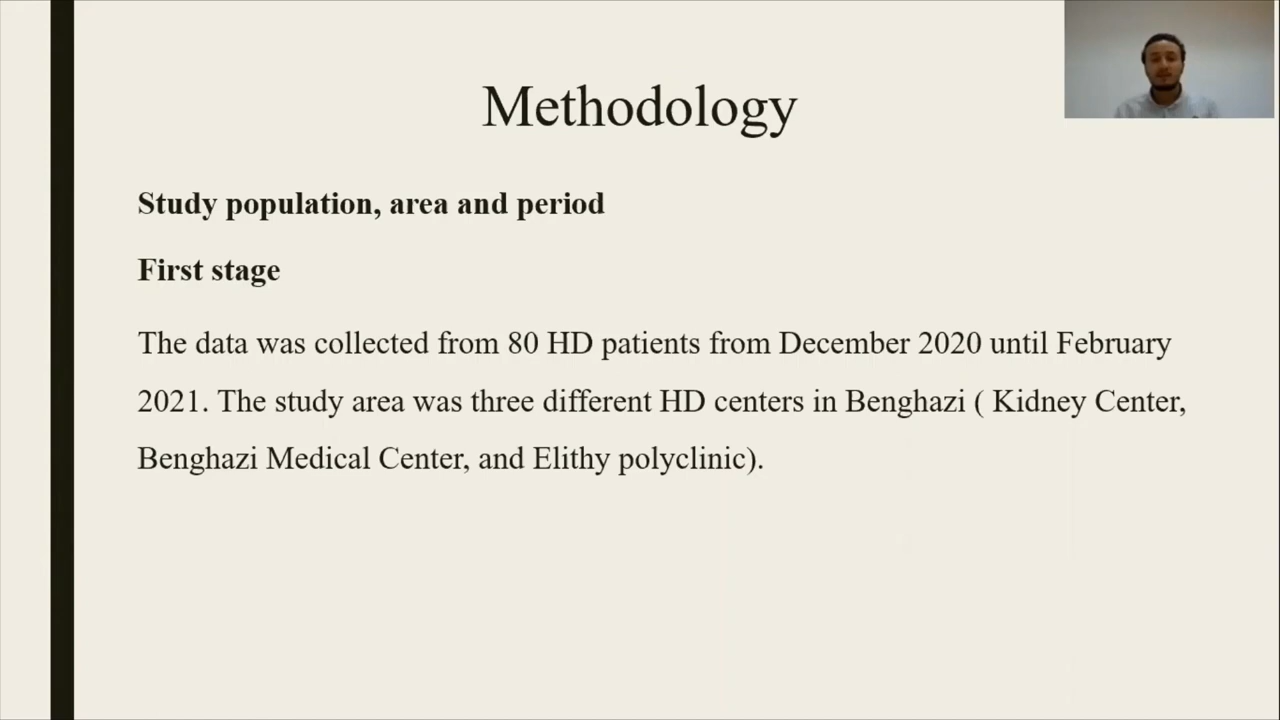 Methodology
Study population, area and period
First stage
The data was collected from 80 HD patients from December 2020 until February
2021. The study area was three different HD centers in Benghazi ( Kidney Center,
Benghazi Medical Center, and Elithy polyclinic).